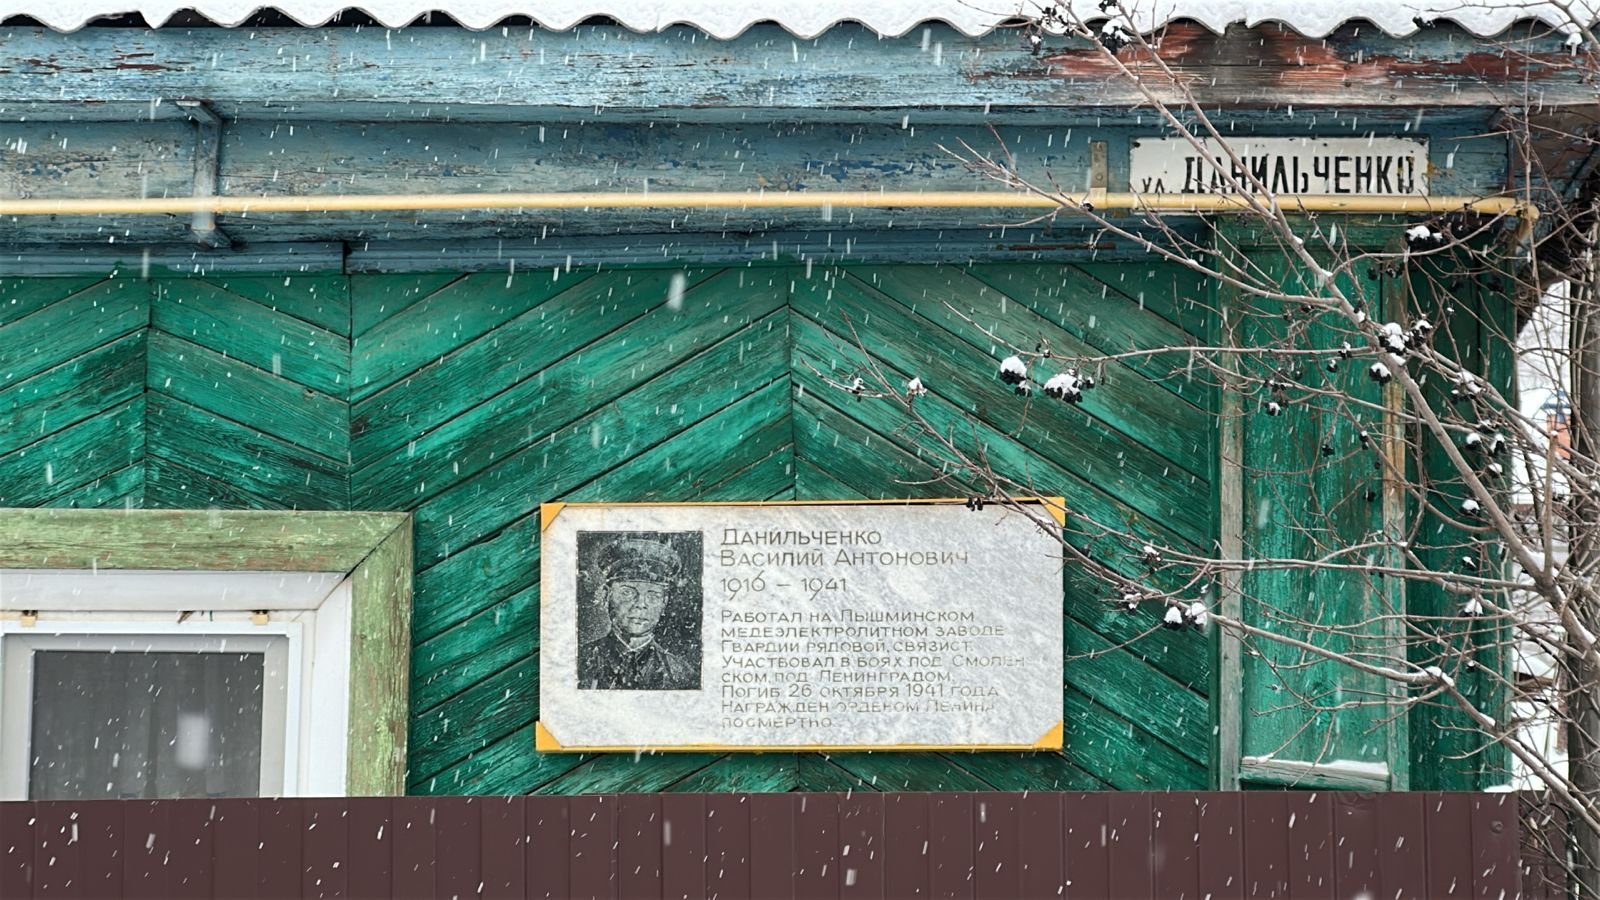 ул. ДАНИЛЬЧЕНКО
Данильченко
Василий Антонович
1916 – 1941
Работал на Пышминском
медеэлектролитном заводе
Гвардии рядовой, связист.
Участвовал в боях под Смолен
ском, под Ленинградом.
Погиб 26 октября 1941 года
Награжден орденом Ленина
посмертно.